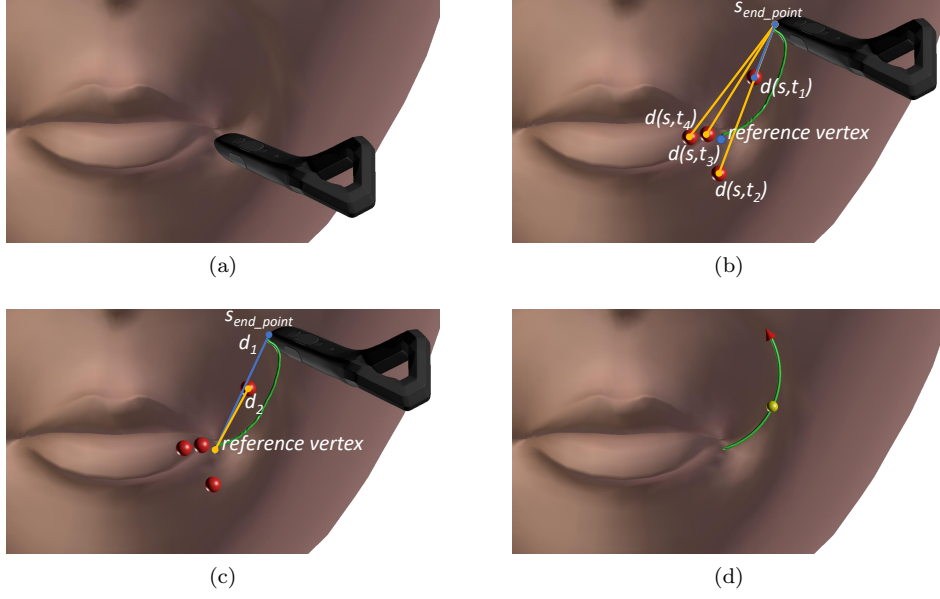 s_end_point
d(s,t_1)
d(s,t_4)
reference vertex
d(s,t_3)
d(s,t_2)
(a)
(b)
s_end_point
d_1
d_2
reference vertex
(c)
(d)